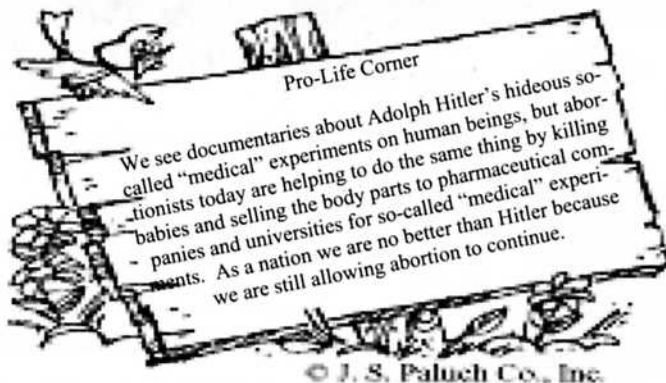 Pro-Life Corner
We see documentaries about Adolph Hitler's hideous so-
called "medical" experiments on human beings, but abor-
tionists today are helping to do the same thing by killing
babies and selling the body parts to pharmaceutical com-
panies and universities for so-called "medical" experi-
ments. As a nation we are no better than Hitler because
we are still allowing abortion to continue.
© J. S. Paluch Co., Inc.